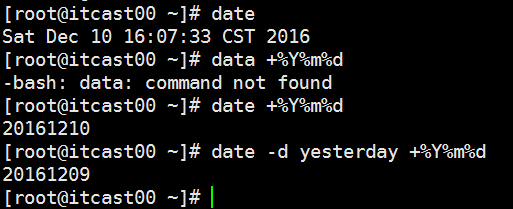 [root@itcast00 ~]# date
Sat Dec 10 16:07:33 CST 2016
[root@itcast00 ~]# data +%Y%m%d
-bash: data: command not found
[root@itcast00 ~]# date +%Y%m%d
20161210
[root@itcast00 ~]# date -d yesterday +%Y%m%d
20161209
[root@itcast00 ~]#